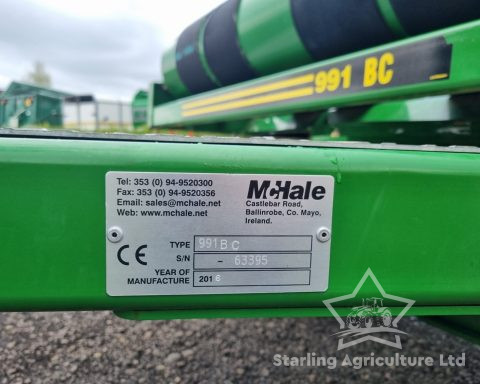 991 BC
Tel: 353 (0) 94-9520300
Fax: 353 (0) 94-9520356
Email: sales@mchale.net
Web: www.mchale.net
McHale
Castlebar Road,
Ballinrobe, Co. Mayo,
Ireland.
CE
TYPE 991 B C
S/N - 63395
YEAR OF
MANUFACTURE 2018
Starling Agriculture Ltd